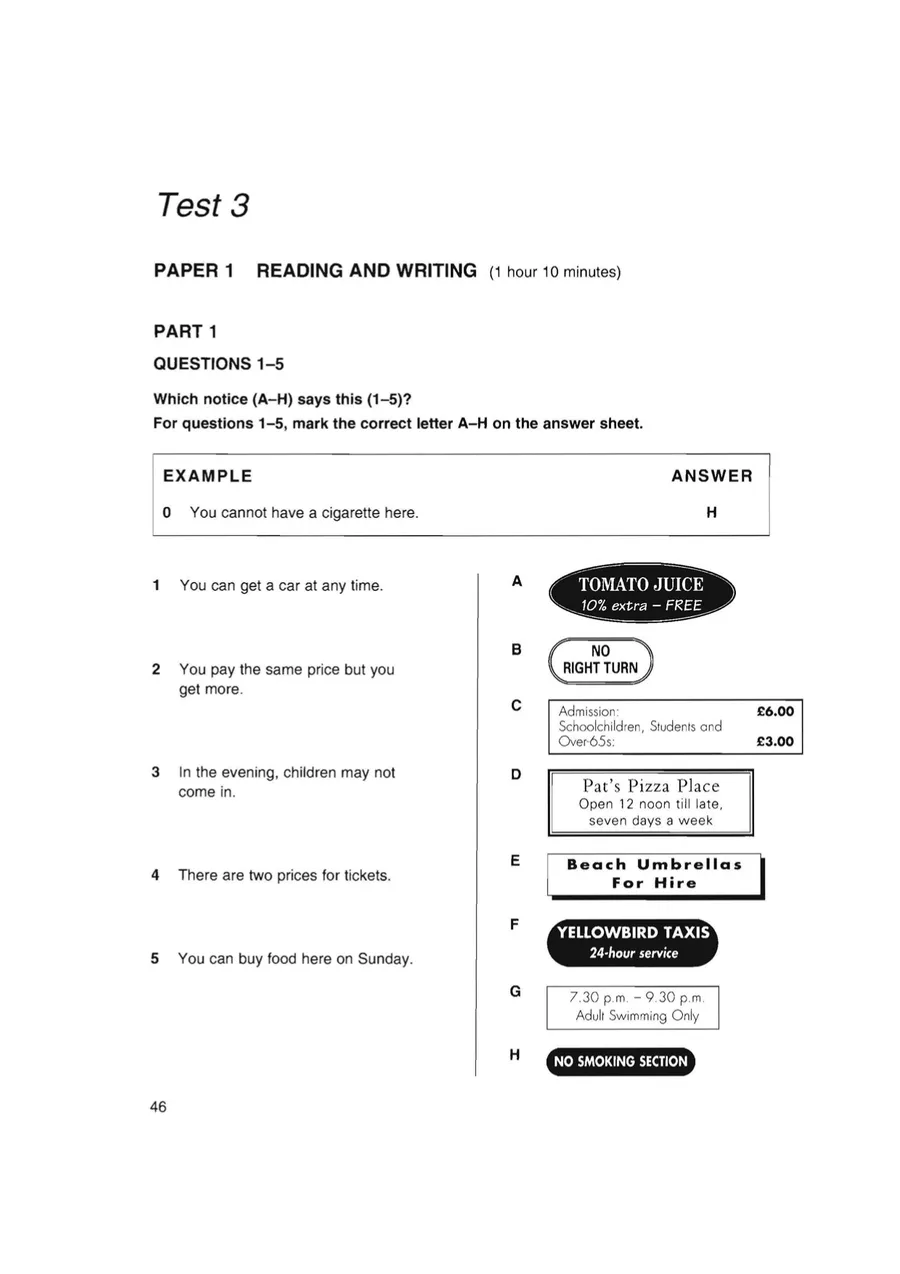 Test 3
PAPER 1 READING AND WRITING (1 hour 10 minutes)
PART 1
QUESTIONS 1–5
Which notice (A–H) says this (1–5)?
For questions 1–5, mark the correct letter A–H on the answer sheet.
EXAMPLE ANSWER
0 You cannot have a cigarette here. H
1 You can get a car at any time.
2 You pay the same price but you
get more.
3 In the evening, children may not
come in.
4 There are two prices for tickets.
5 You can buy food here on Sunday.
A TOMATO JUICE
10% extra – FREE
B NO
RIGHT TURN
C Admission: £6.00
Schoolchildren, Students and
Over-65s: £3.00
D Pat's Pizza Place
Open 12 noon till late,
seven days a week
E Beach Umbrellas
For Hire
F YELLOWBIRD TAXIS
24-hour service
G 7.30 p.m. – 9.30 p.m.
Adult Swimming Only
H NO SMOKING SECTION
46